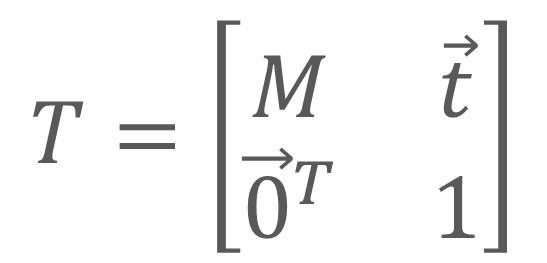 T = [M t⃗
0⃗ᵀ 1]